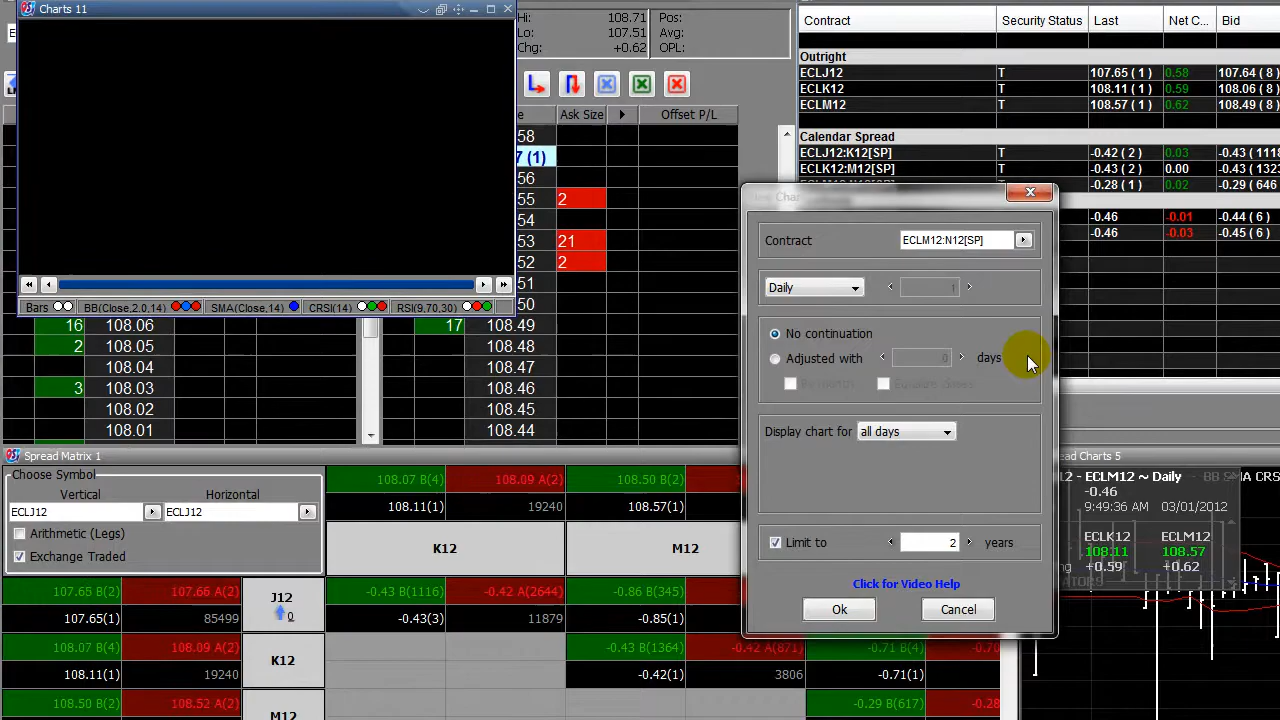 Charts 11
Hi: 108.71
Lo: 107.51
Chg: +0.62
Pos:
Avg:
OPL:
Contract Security Status Last Net C... Bid
Outright
ECLJ12 T 107.65 ( 1 ) 0.58 107.64 ( 8 )
ECLK12 T 108.11 ( 1 ) 0.59 108.06 ( 8 )
ECLM12 T 108.57 ( 1 ) 0.62 108.49 ( 8 )
Calendar Spread
ECLJ12:K12[SP] T -0.42 ( 2 ) 0.03 -0.43 ( 1118
ECLK12:M12[SP] T -0.43 ( 2 ) 0.00 -0.43 ( 132
-0.28 ( 1 ) 0.02 -0.29 ( 646
-0.46 -0.01 -0.44 ( 6 )
-0.46 -0.03 -0.45 ( 6 )
Ask Size Offset P/L
58
7 (1)
56
55 2
54
53 21
52 2
51
50
16 108.06 17 108.49
2 108.05 108.48
108.04 108.47
3 108.03 108.46
108.02 108.45
108.01 108.44
Bars BB(Close,2.0,14) SMA(Close,14) CRSI(14) RSI(9,70,30)
Contract ECLM12:N12[SP]
Daily 1
No continuation
Adjusted with 0 days
Display chart for all days
Limit to 2 years
Click for Video Help
Ok Cancel
Spread Matrix 1
Choose Symbol
Vertical Horizontal
ECLJ12 ECLJ12
Arithmetic (Legs)
Exchange Traded
108.07 B(4) 108.09 A(2) 108.50 B(2)
108.11(1) 19240 108.57(1)
K12 M12
107.65 B(2) 107.66 A(2) J12 -0.43 B(1116) -0.42 A(2644) -0.86 B(345)
107.65(1) 85499 0 -0.43(3) 11879 -0.85(1)
108.07 B(2) 108.09 A(2) K12 -0.43 B(1364) -0.42 A(871) -0.71 B(4)
108.11(1) 19240 -0.42(1) 3806 -0.71(1)
108.50 B(2) 108.52 A(2) M12 -0.29 B(617) -0.28
ad Charts 5
12 - ECLM12 ~ Daily
-0.46
9:49:36 AM 03/01/2012
ECLK12 ECLM12
108.11 108.57
+0.59 +0.62